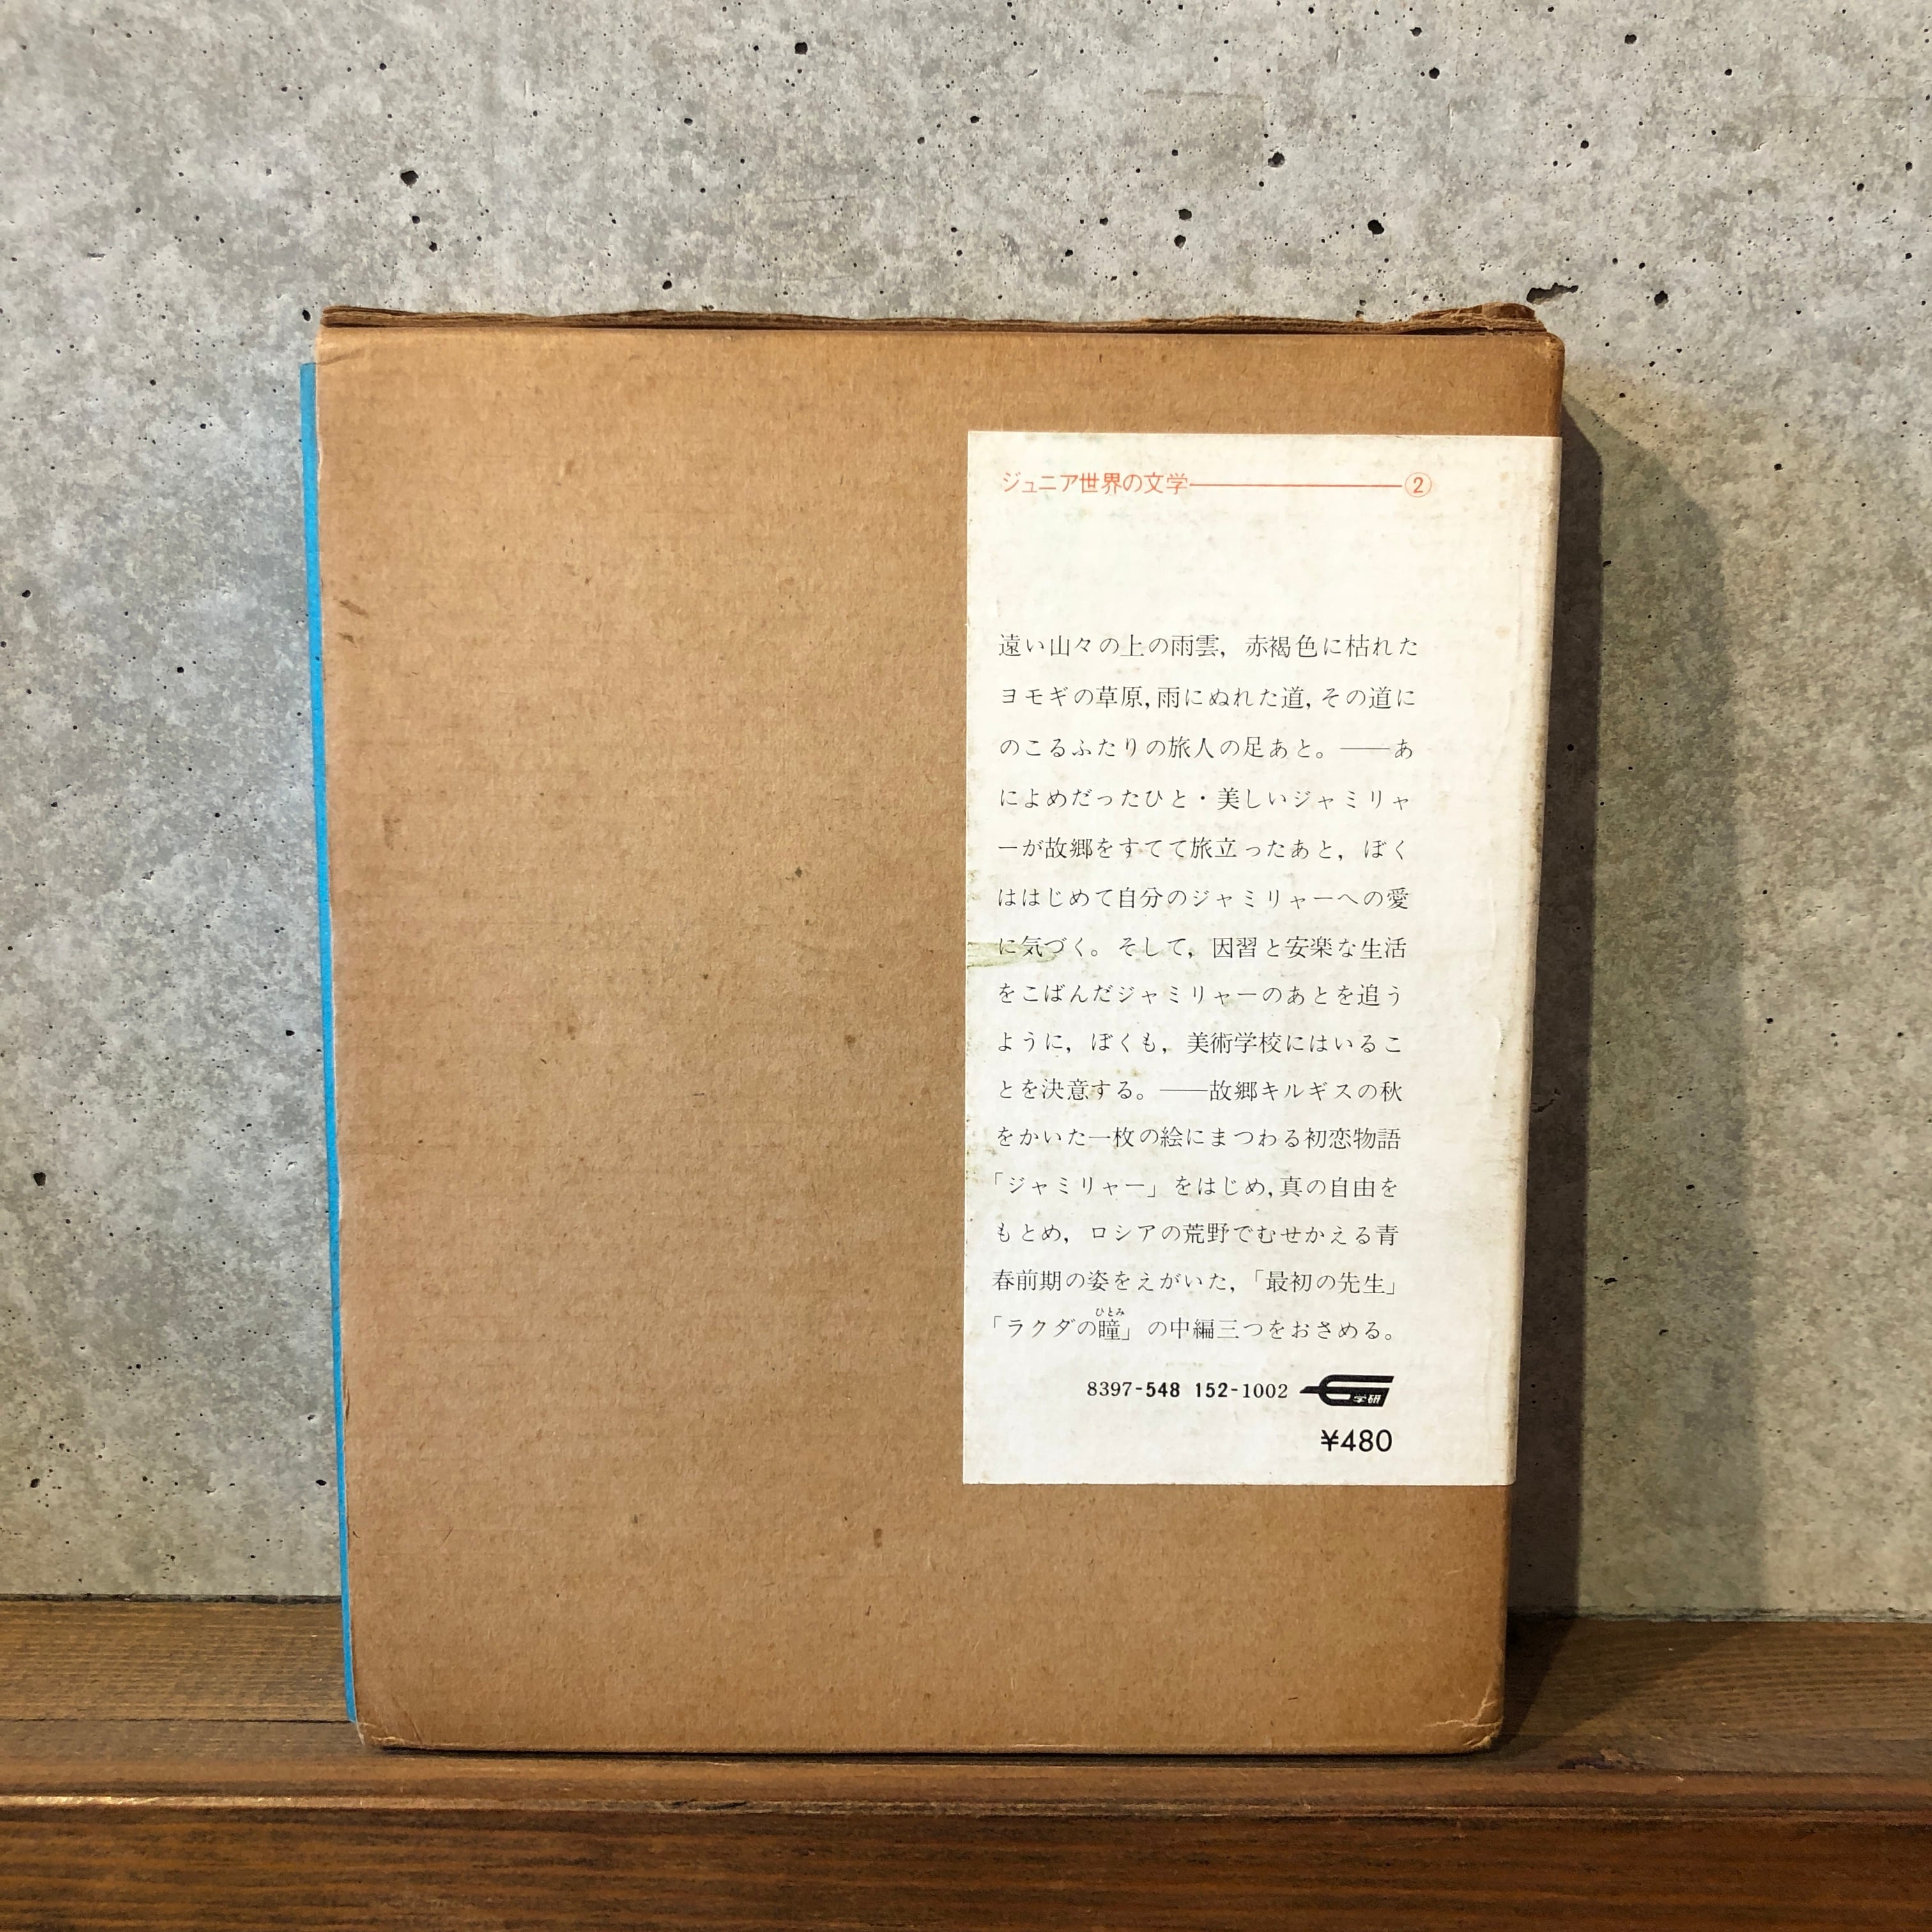 ジュニア世界の文学――――②
遠い山々の上の雨雲，赤褐色に枯れた
ヨモギの草原，雨にぬれた道，その道に
のこるふたりの旅人の足あと。――あ
によめだったひと・美しいジャミリャ
ーが故郷をすてて旅立ったあと，ぼく
ははじめて自分のジャミリャーへの愛
に気づく。そして，因習と安楽な生活
をこばんだジャミリャーのあとを追う
ように，ぼくも，美術学校にはいるこ
とを決意する。――故郷キルギスの秋
をかいた一枚の絵にまつわる初恋物語
「ジャミリャー」をはじめ，真の自由を
もとめ，ロシアの荒野でむせかえる青
春前期の姿をえがいた，「最初の先生」
ひとみ
「ラクダの瞳」の中編三つをおさめる。
8397-548 152-1002 学研
¥480